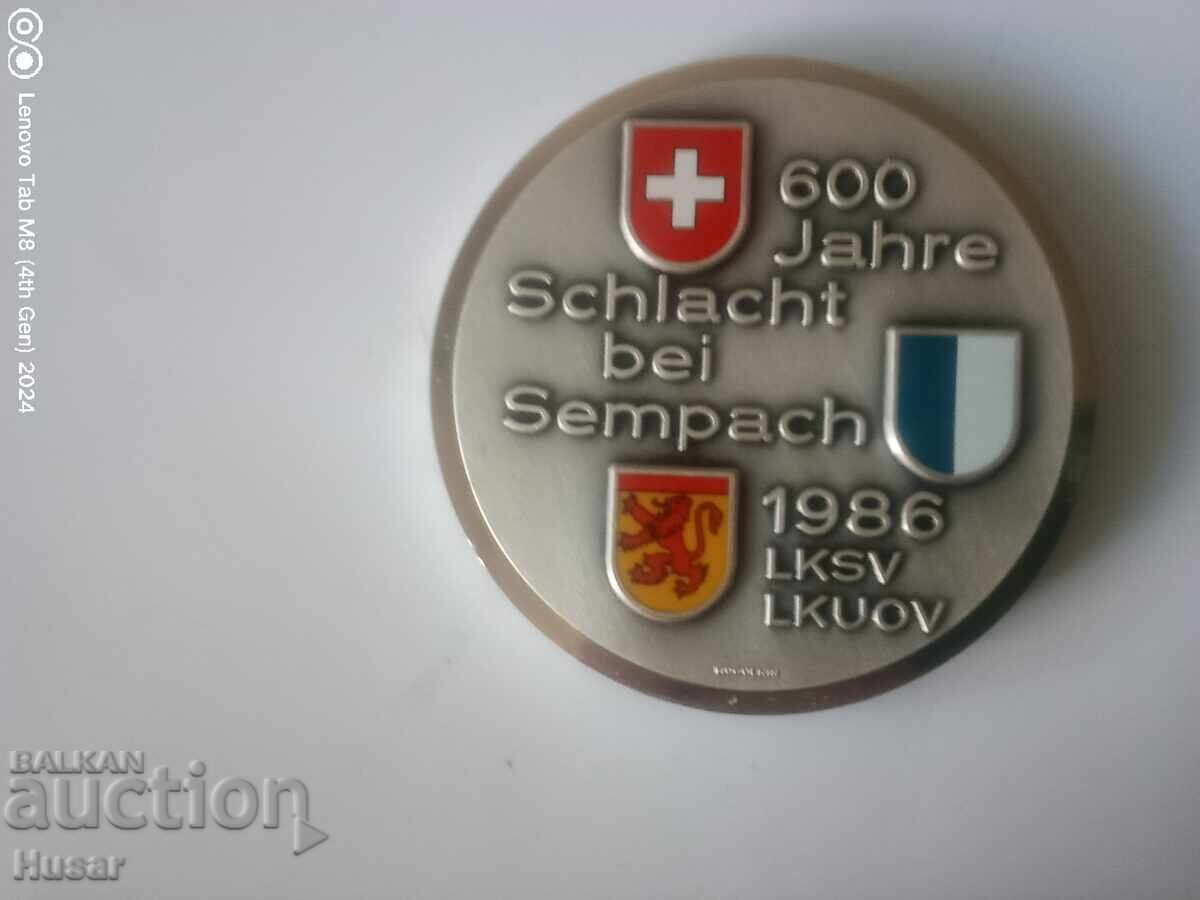 600
Jahre
Schlacht
bei
Sempach
1986
LKSV
LKUOV
Lenovo Tab M8 (4th Gen) 2024
BALKAN
auction
Husar